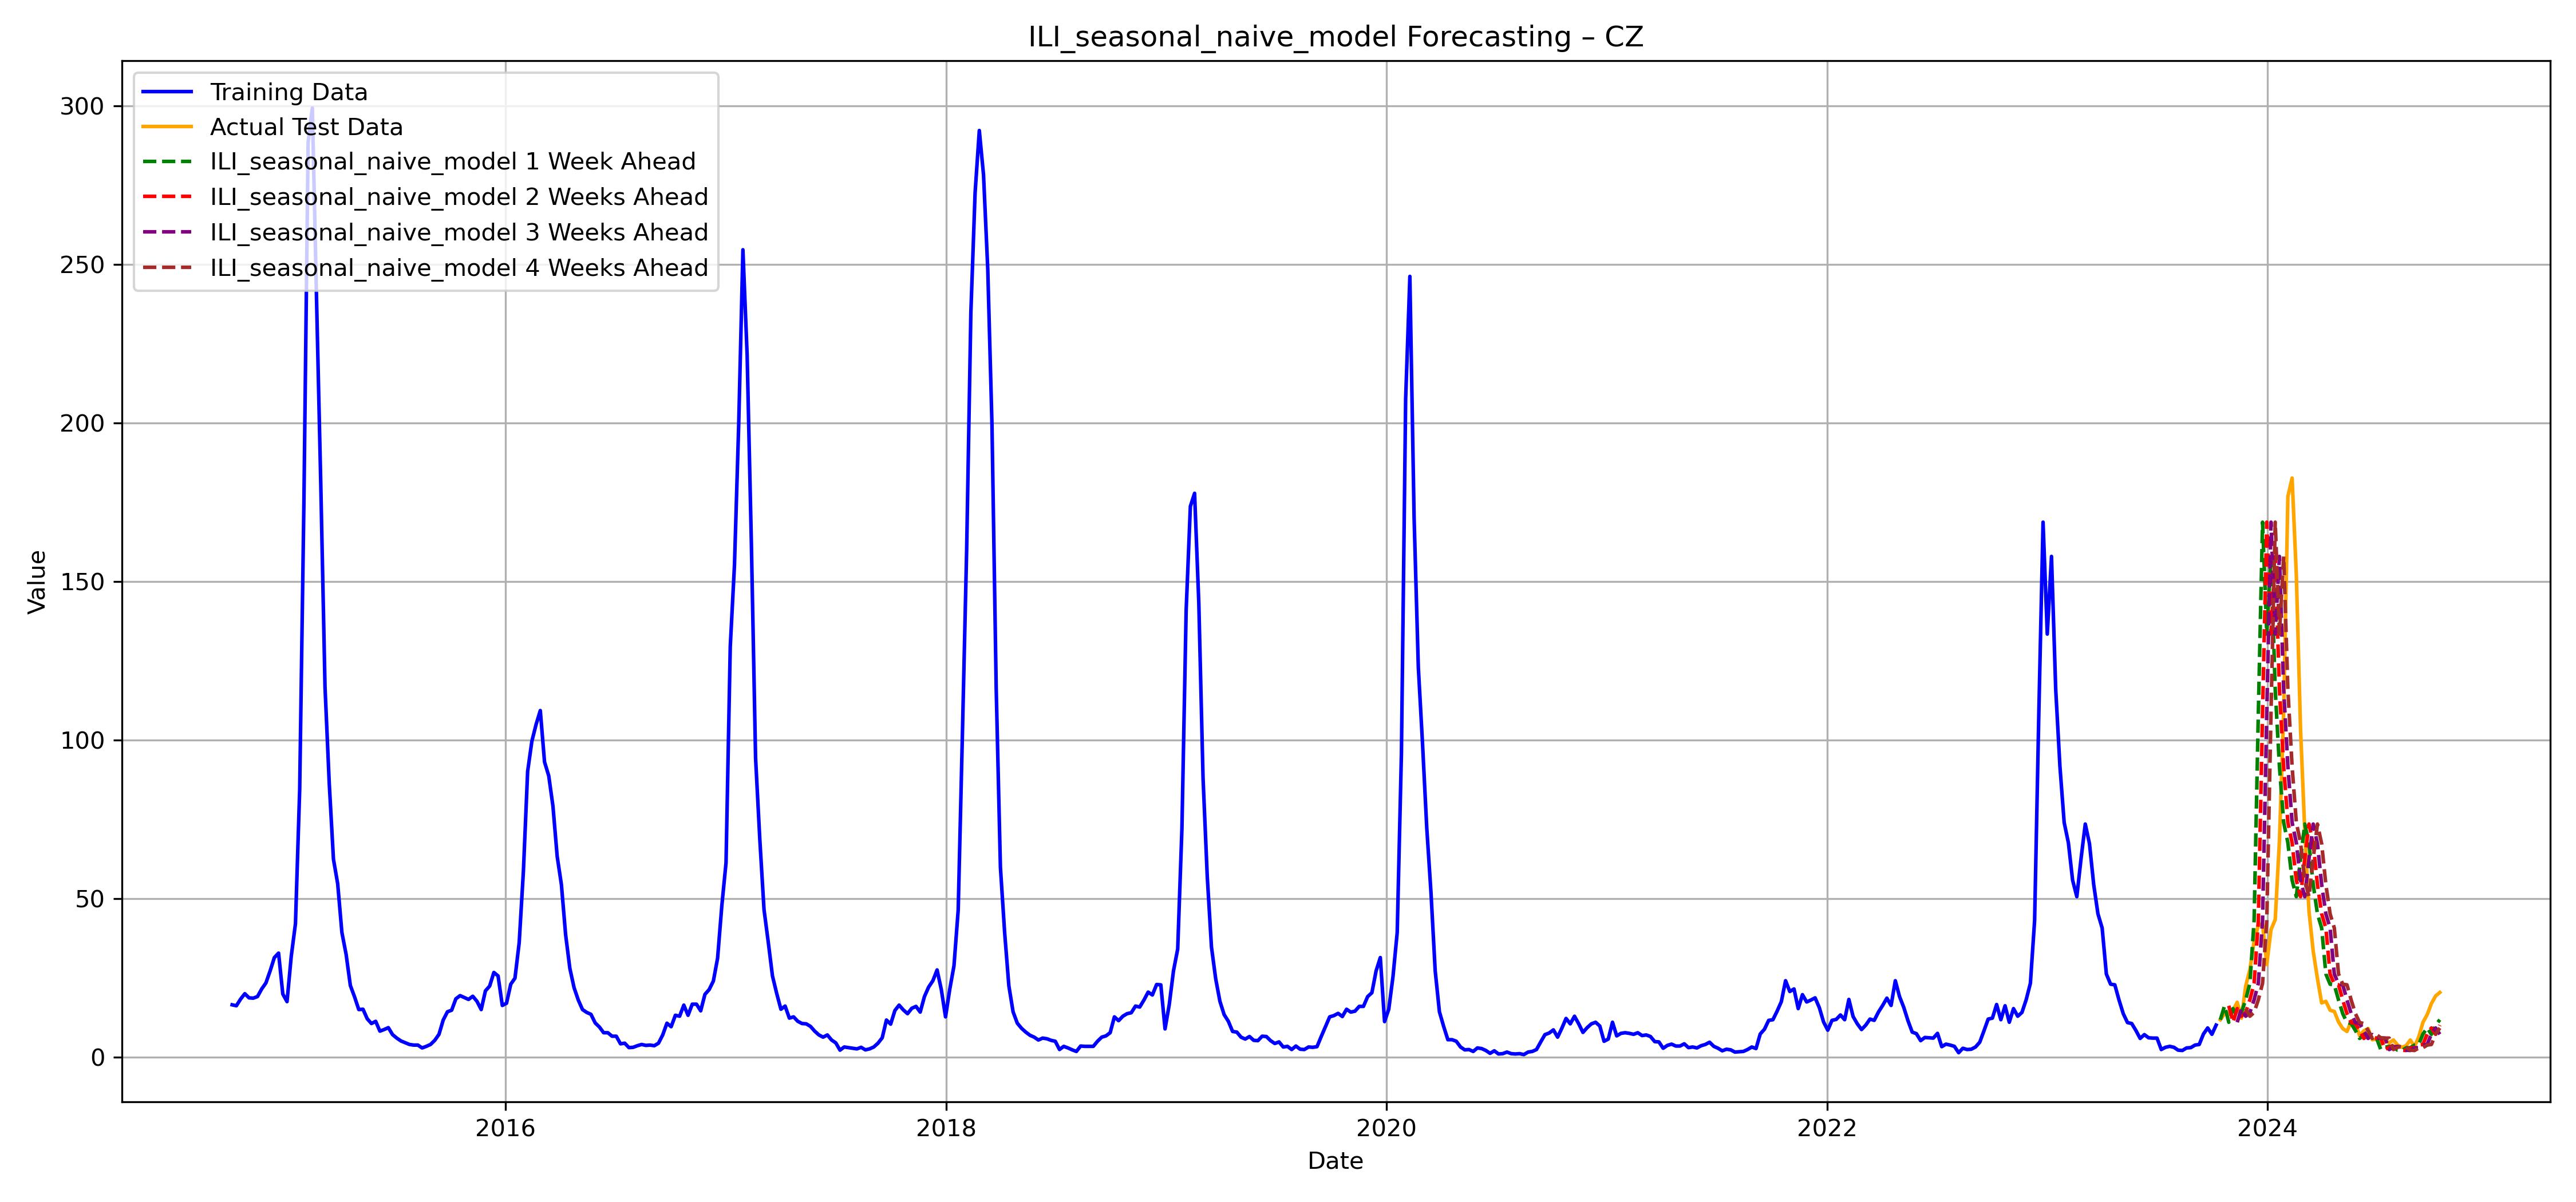 ILI_seasonal_naive_model Forecasting – CZ
Training Data
Actual Test Data
ILI_seasonal_naive_model 1 Week Ahead
ILI_seasonal_naive_model 2 Weeks Ahead
ILI_seasonal_naive_model 3 Weeks Ahead
ILI_seasonal_naive_model 4 Weeks Ahead
Value
300
250
200
150
100
50
0
2016
2018
2020
2022
2024
Date